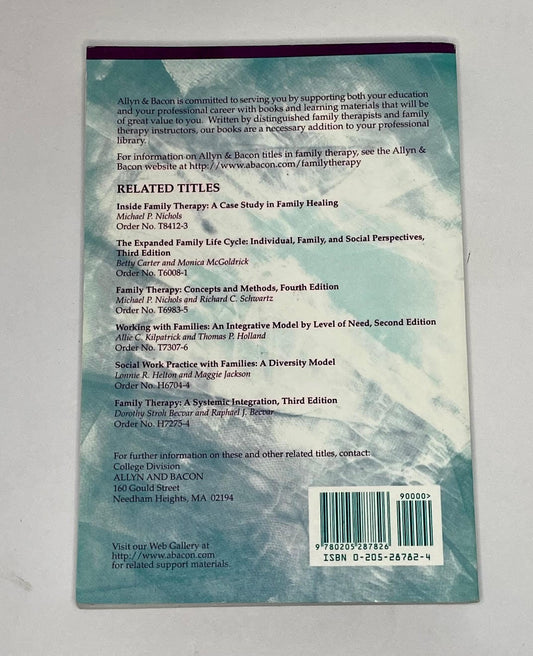 Allyn & Bacon is committed to serving you by supporting both your education
and your professional career with books and learning materials that will be
of great value to you. Written by distinguished family therapists and family
therapy instructors, our books are a necessary addition to your professional
library.
For information on Allyn & Bacon titles in family therapy, see the Allyn &
Bacon website at http://www.abacon.com/familytherapy
RELATED TITLES
Inside Family Therapy: A Case Study in Family Healing
Michael P. Nichols
Order No. T8412-3
The Expanded Family Life Cycle: Individual, Family, and Social Perspectives,
Third Edition
Betty Carter and Monica McGoldrick
Order No. T6008-1
Family Therapy: Concepts and Methods, Fourth Edition
Michael P. Nichols and Richard C. Schwartz
Order No. T6983-5
Working with Families: An Integrative Model by Level of Need, Second Edition
Allie C. Kilpatrick and Thomas P. Holland
Order No. T7307-6
Social Work Practice with Families: A Diversity Model
Lonnie R. Helton and Maggie Jackson
Order No. H6704-4
Family Therapy: A Systemic Integration, Third Edition
Dorothy Stroh Becvar and Raphael J. Becvar
Order No. H7275-4
For further information on these and other related titles, contact:
College Division
ALLYN AND BACON
160 Gould Street
Needham Heights, MA 02194
90000>
9 780205 287826
ISBN 0-205-28782-4
Visit our Web Gallery at
http://www.abacon.com
for related support materials.